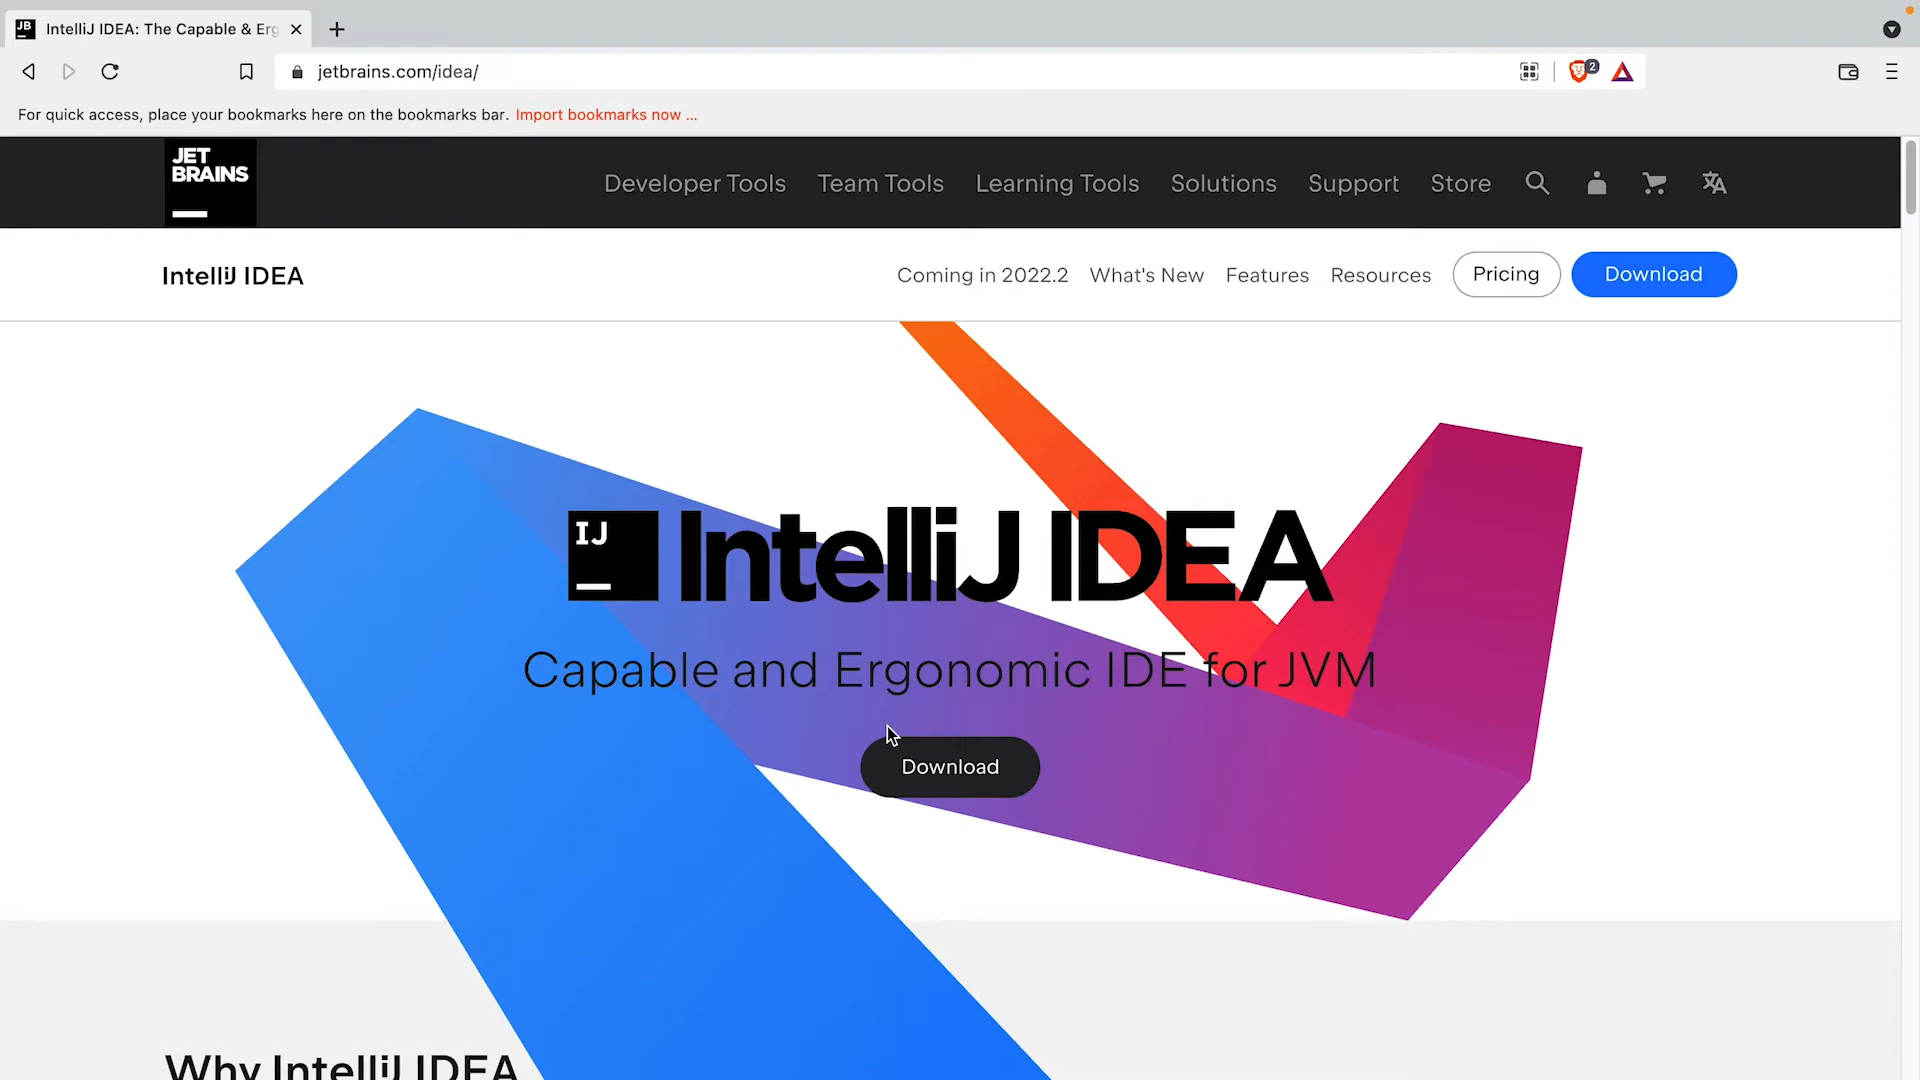 JB
IntelliJ IDEA: The Capable & Erg
jetbrains.com/idea/
2
For quick access, place your bookmarks here on the bookmarks bar. Import bookmarks now ...
JET
BRAINS
Developer Tools Team Tools Learning Tools Solutions Support Store
IntelliJ IDEA
Coming in 2022.2 What's New Features Resources Pricing Download
IJ
IntelliJ IDEA
Capable and Ergonomic IDE for JVM
Download
Why IntelliJ IDEA